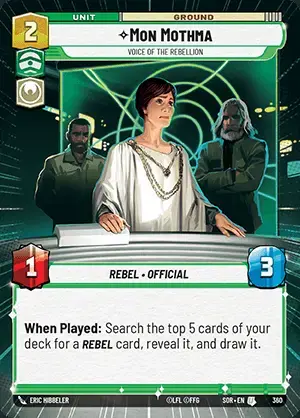 UNIT GROUND
2
MON MOTHMA
VOICE OF THE REBELLION
1
REBEL • OFFICIAL
3
When Played: Search the top 5 cards of your
deck for a REBEL card, reveal it, and draw it.
ERIC HIBBELER ©LFL ©FFG SOR • EN 360